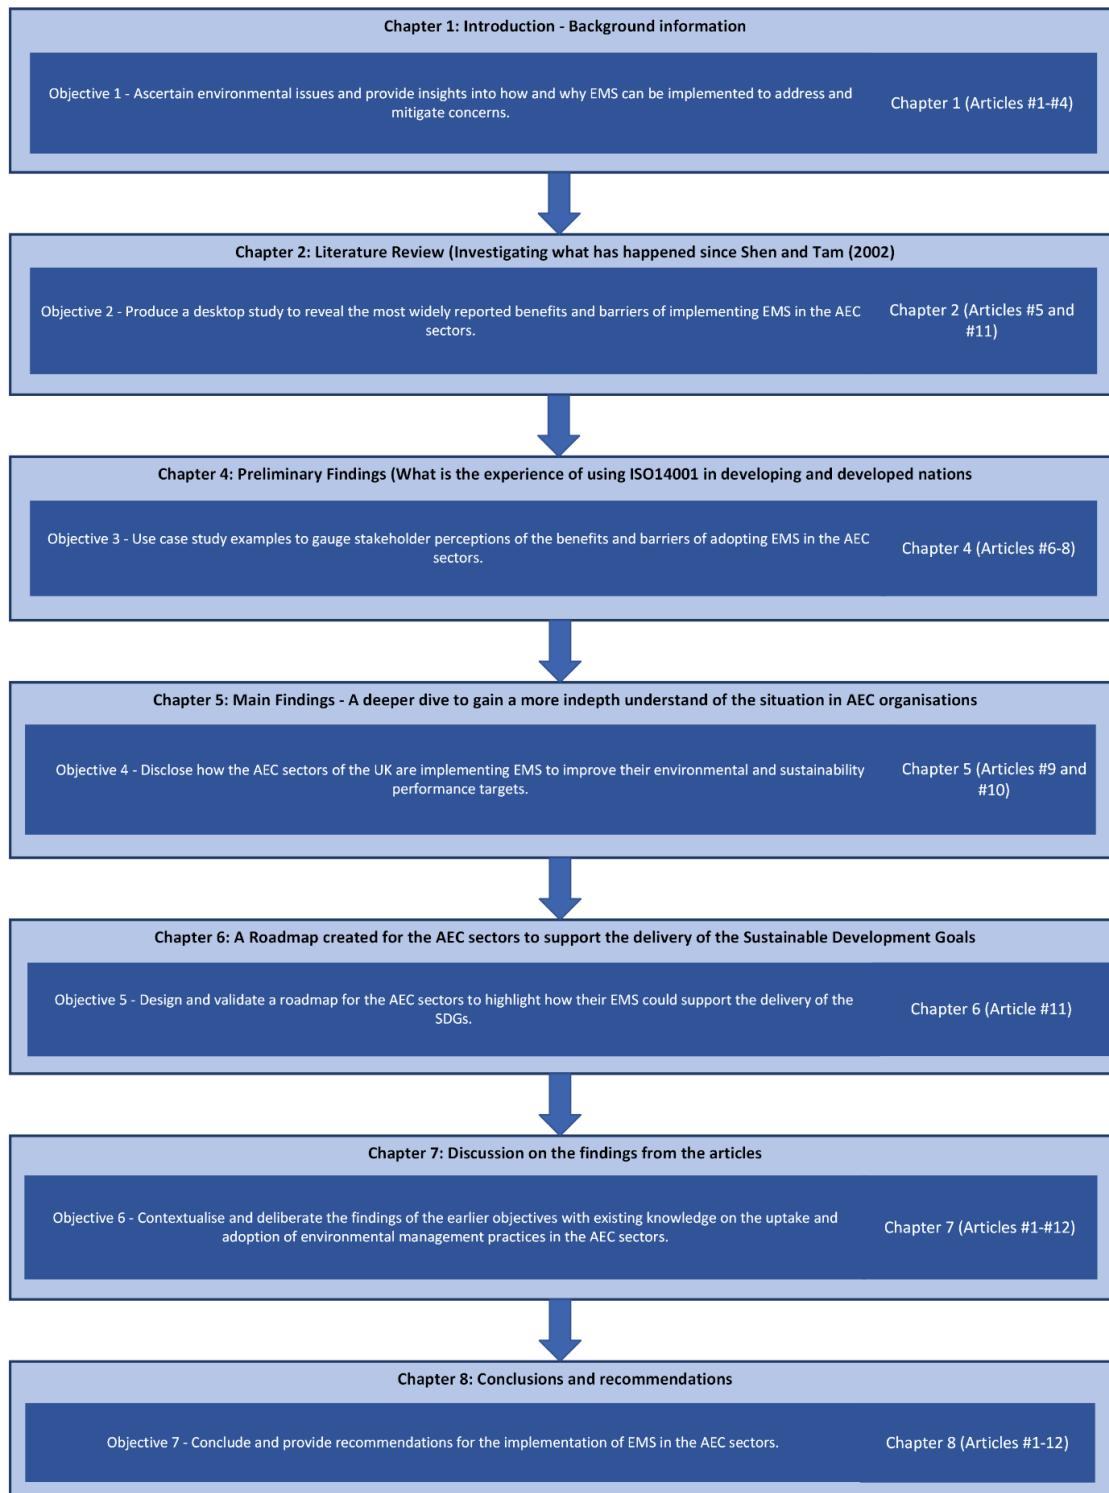 Chapter 1: Introduction - Background information
Objective 1 - Ascertain environmental issues and provide insights into how and why EMS can be implemented to address and
mitigate concerns.
Chapter 1 (Articles #1-#4)
Chapter 2: Literature Review (Investigating what has happened since Shen and Tam (2002)
Objective 2 - Produce a desktop study to reveal the most widely reported benefits and barriers of implementing EMS in the AEC
sectors.
Chapter 2 (Articles #5 and
#11)
Chapter 4: Preliminary Findings (What is the experience of using ISO14001 in developing and developed nations
Objective 3 - Use case study examples to gauge stakeholder perceptions of the benefits and barriers of adopting EMS in the AEC
sectors.
Chapter 4 (Articles #6-8)
Chapter 5: Main Findings - A deeper dive to gain a more indepth understand of the situation in AEC organisations
Objective 4 - Disclose how the AEC sectors of the UK are implementing EMS to improve their environmental and sustainability
performance targets.
Chapter 5 (Articles #9 and
#10)
Chapter 6: A Roadmap created for the AEC sectors to support the delivery of the Sustainable Development Goals
Objective 5 - Design and validate a roadmap for the AEC sectors to highlight how their EMS could support the delivery of the
SDGs.
Chapter 6 (Article #11)
Chapter 7: Discussion on the findings from the articles
Objective 6 - Contextualise and deliberate the findings of the earlier objectives with existing knowledge on the uptake and
adoption of environmental management practices in the AEC sectors.
Chapter 7 (Articles #1-#12)
Chapter 8: Conclusions and recommendations
Objective 7 - Conclude and provide recommendations for the implementation of EMS in the AEC sectors.
Chapter 8 (Articles #1-12)